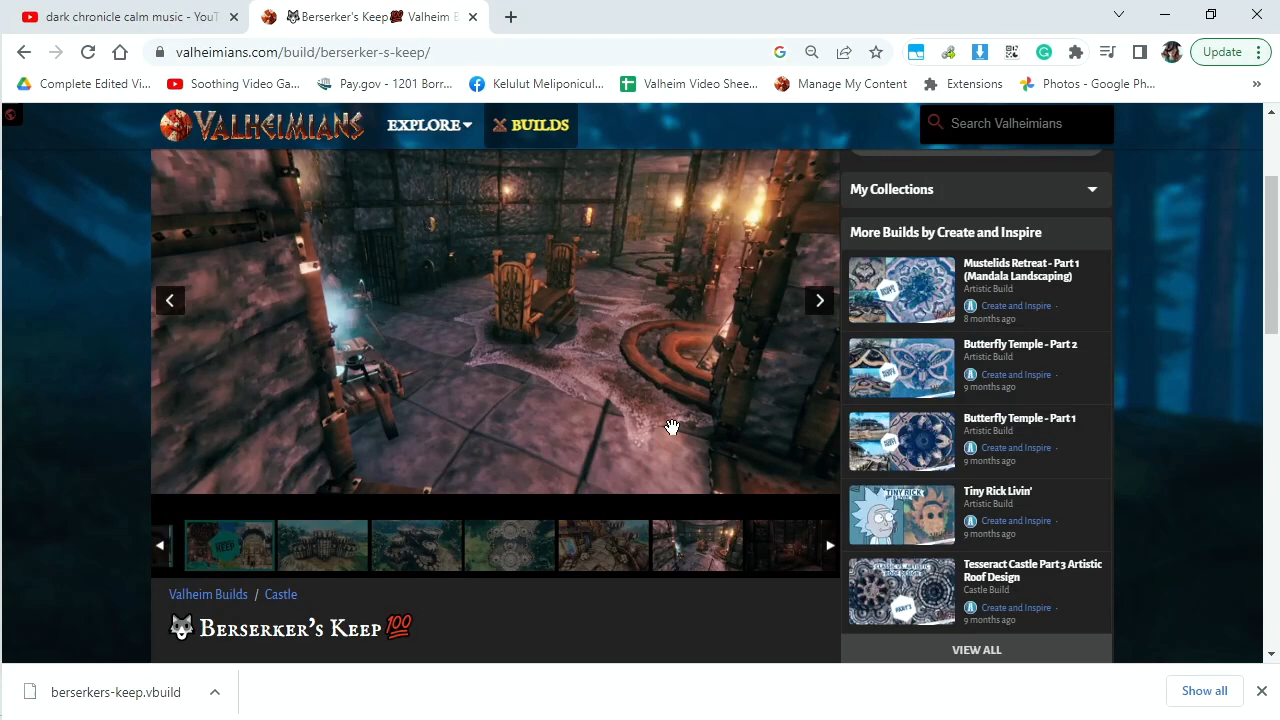 dark chronicle calm music - YouT
Berserker's Keep💯 Valheim B
valheimians.com/build/berserker-s-keep/
Update
Complete Edited Vi...
Soothing Video Ga...
Pay.gov - 1201 Borr...
Kelulut Meliponicul...
Valheim Video Shee...
Manage My Content
Extensions
Photos - Google Ph...
»
VALHEIMIANS
EXPLORE
BUILDS
Search Valheimians
My Collections
More Builds by Create and Inspire
Mustelids Retreat - Part 1
(Mandala Landscaping)
Artistic Build
Create and Inspire ·
8 months ago
Butterfly Temple - Part 2
Artistic Build
Create and Inspire ·
9 months ago
Butterfly Temple - Part 1
Artistic Build
Create and Inspire ·
9 months ago
TINY RICK
Tiny Rick Livin'
Artistic Build
Create and Inspire ·
9 months ago
Tesseract Castle Part 3 Artistic
Roof Design
Castle Build
Create and Inspire ·
9 months ago
VIEW ALL
KEEP
Valheim Builds / Castle
🐺 BERSERKER'S KEEP 💯
berserkers-keep.vbuild
Show all